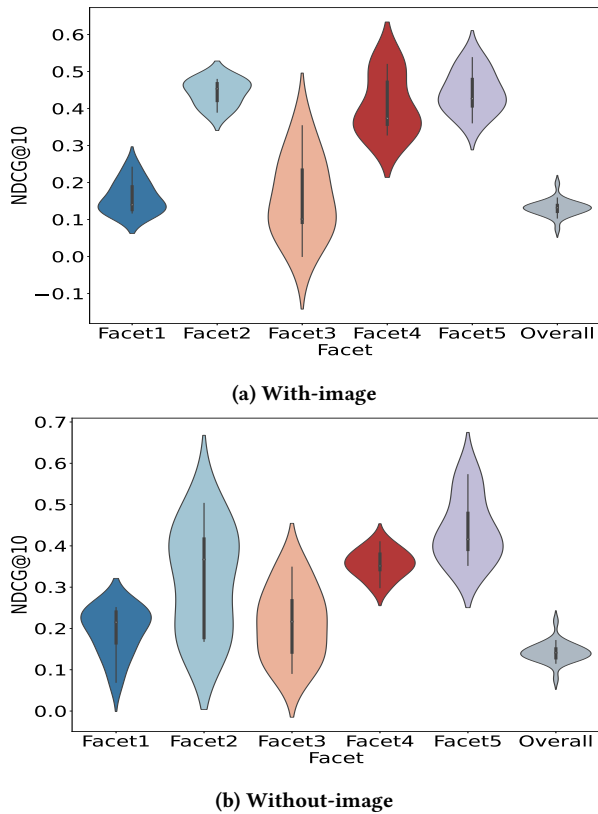 0.6
0.5
0.4
0.3
0.2
0.1
0.0
−0.1
NDCG@10
Facet1 Facet2 Facet3 Facet4 Facet5 Overall
Facet
(a) With-image
0.7
0.6
0.5
0.4
0.3
0.2
0.1
0.0
NDCG@10
Facet1 Facet2 Facet3 Facet4 Facet5 Overall
Facet
(b) Without-image